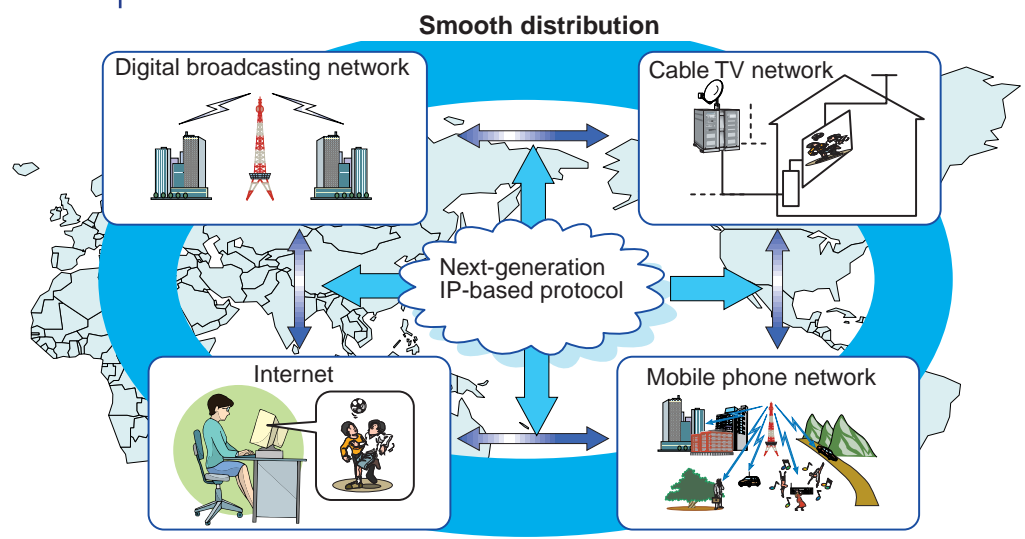 Smooth distribution
Digital broadcasting network
Cable TV network
Next-generation
IP-based protocol
Internet
Mobile phone network